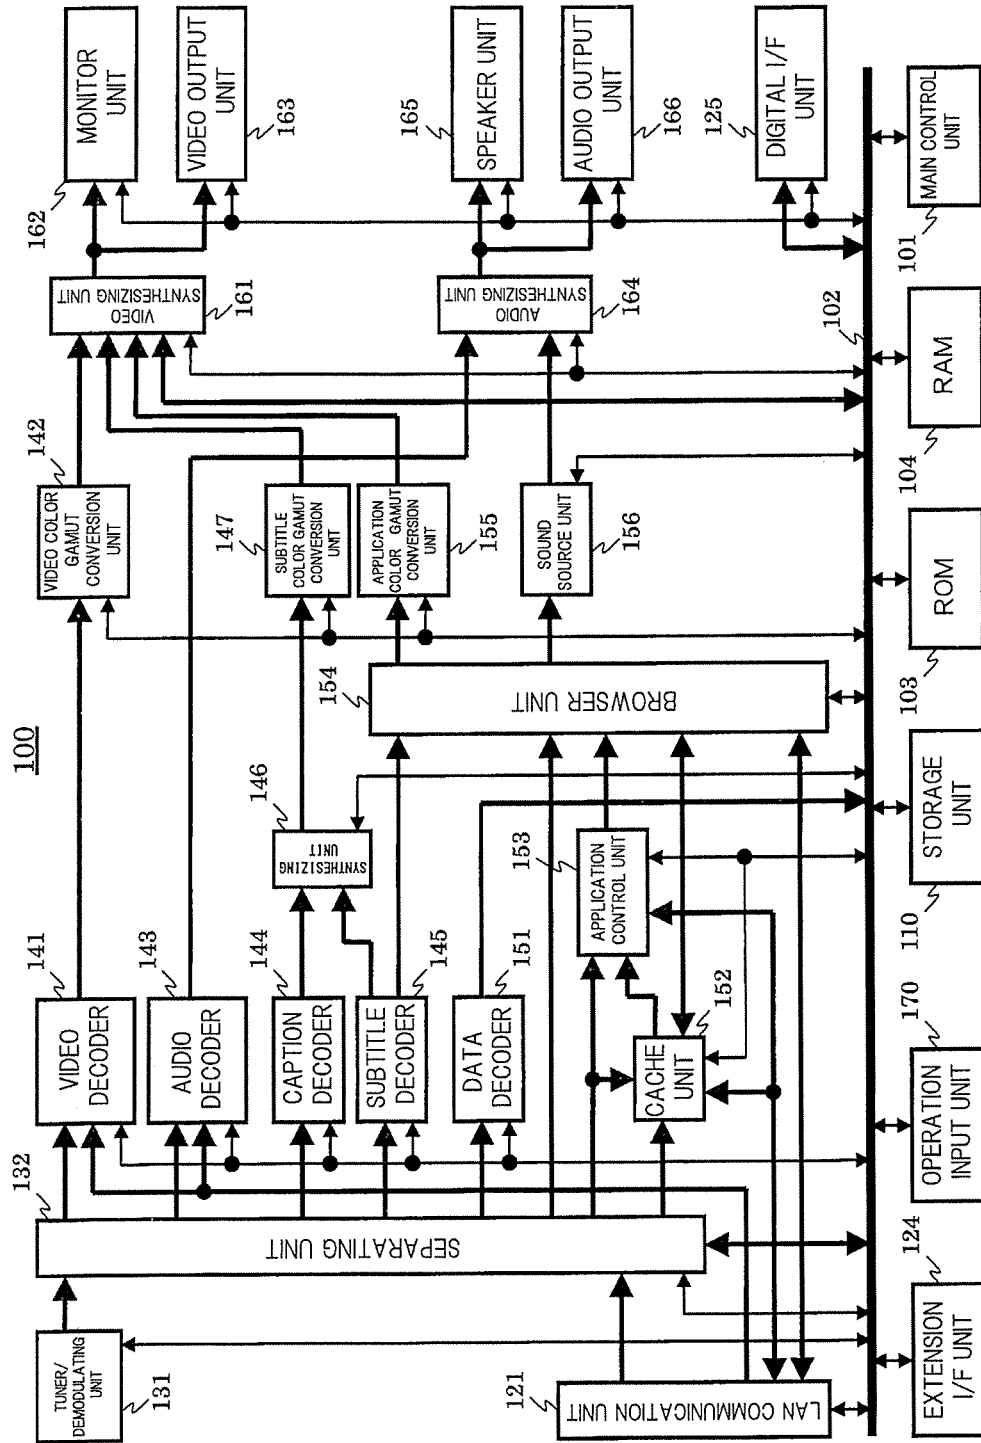 100
TUNER/
DEMODULATING
UNIT
131
LAN COMMUNICATION UNIT
121
SEPARATING UNIT
132
VIDEO
DECODER
141
AUDIO
DECODER
143
CAPTION
DECODER
144
SUBTITLE
DECODER
145
DATA
DECODER
151
CACHE
UNIT
152
APPLICATION
CONTROL UNIT
153
SYNTHESIZING
UNIT
146
BROWSER UNIT
154
VIDEO COLOR
GAMUT
CONVERSION
UNIT
142
SUBTITLE
COLOR GAMUT
CONVERSION
UNIT
147
APPLICATION
COLOR GAMUT
CONVERSION
UNIT
155
SOUND
SOURCE UNIT
156
VIDEO
SYNTHESIZING UNIT
161
AUDIO
SYNTHESIZING UNIT
164
MONITOR
UNIT
162
VIDEO OUTPUT
UNIT
163
SPEAKER UNIT
165
AUDIO OUTPUT
UNIT
166
DIGITAL I/F
UNIT
125
102
EXTENSION
I/F UNIT
124
OPERATION
INPUT UNIT
170
STORAGE
UNIT
110
ROM
103
RAM
104
MAIN CONTROL
UNIT
101